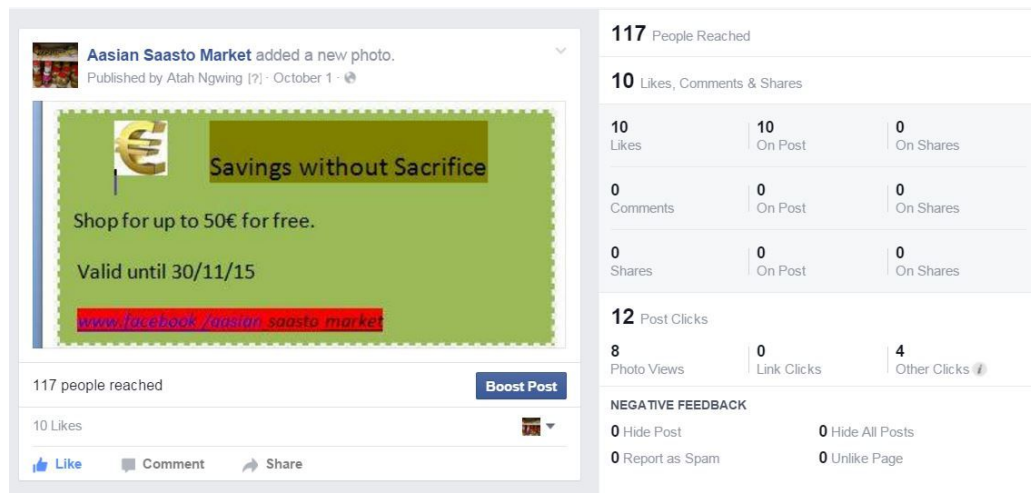 Aasian Saasto Market added a new photo.
Published by Atah Ngwing [?] · October 1 ·
€
Savings without Sacrifice
Shop for up to 50€ for free.
Valid until 30/11/15
www.facebook /aasian saasto market
117 people reached
Boost Post
10 Likes
Like Comment Share
117 People Reached
10 Likes, Comments & Shares
10 10 0
Likes On Post On Shares
0 0 0
Comments On Post On Shares
0 0 0
Shares On Post On Shares
12 Post Clicks
8 0 4
Photo Views Link Clicks Other Clicks i
NEGATIVE FEEDBACK
0 Hide Post 0 Hide All Posts
0 Report as Spam 0 Unlike Page